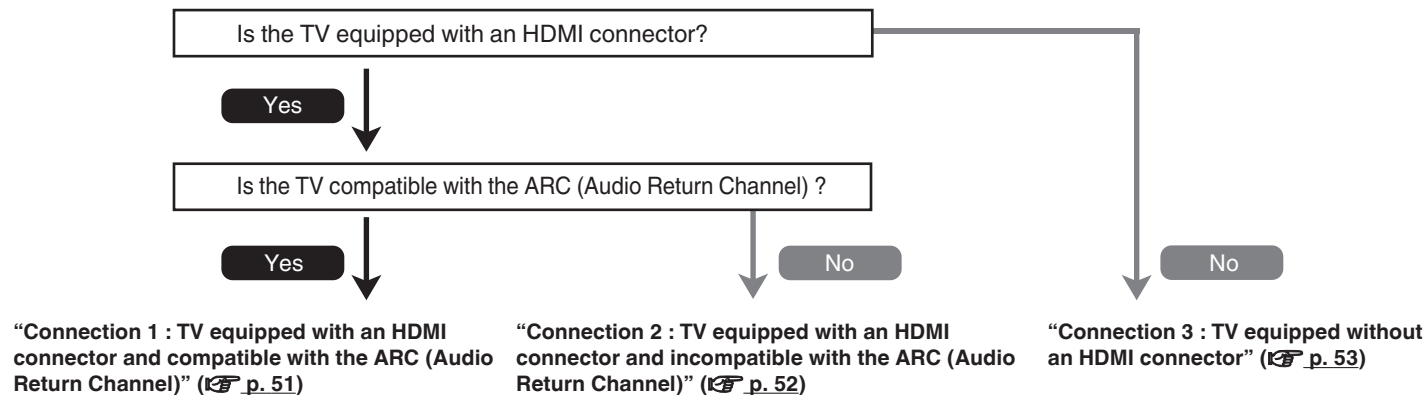 Is the TV equipped with an HDMI connector?
Yes
Is the TV compatible with the ARC (Audio Return Channel) ?
Yes
No
No
“Connection 1 : TV equipped with an HDMI
connector and compatible with the ARC (Audio
Return Channel)” (☞ p. 51)
“Connection 2 : TV equipped with an HDMI
connector and incompatible with the ARC (Audio
Return Channel)” (☞ p. 52)
“Connection 3 : TV equipped without
an HDMI connector” (☞ p. 53)